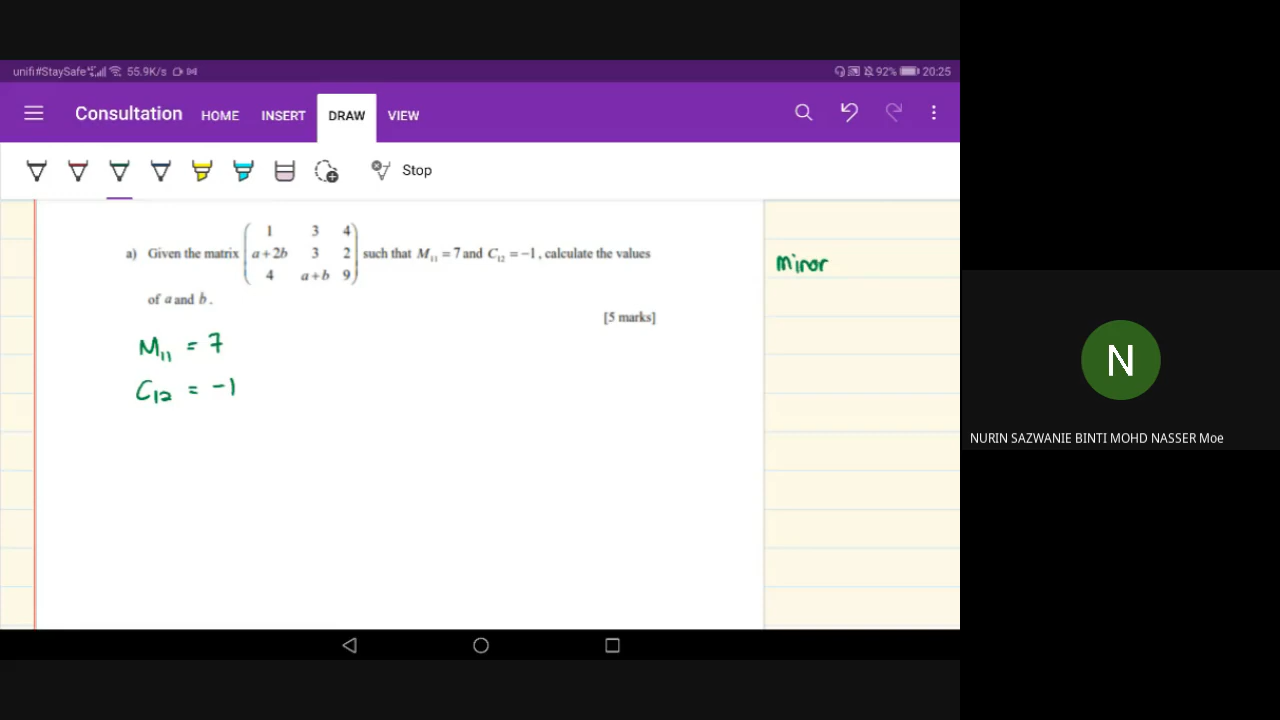 unifi#StaySafe 55.9K/s 92% 20:25
Consultation HOME INSERT DRAW VIEW
Stop
a) Given the matrix ( 1 3 4 ; a+2b 3 2 ; 4 a+b 9 ) such that M₁₁ = 7 and C₁₂ = −1, calculate the values
of a and b.
[5 marks]
minor
M₁₁ = 7
C₁₂ = −1
N
NURIN SAZWANIE BINTI MOHD NASSER Moe